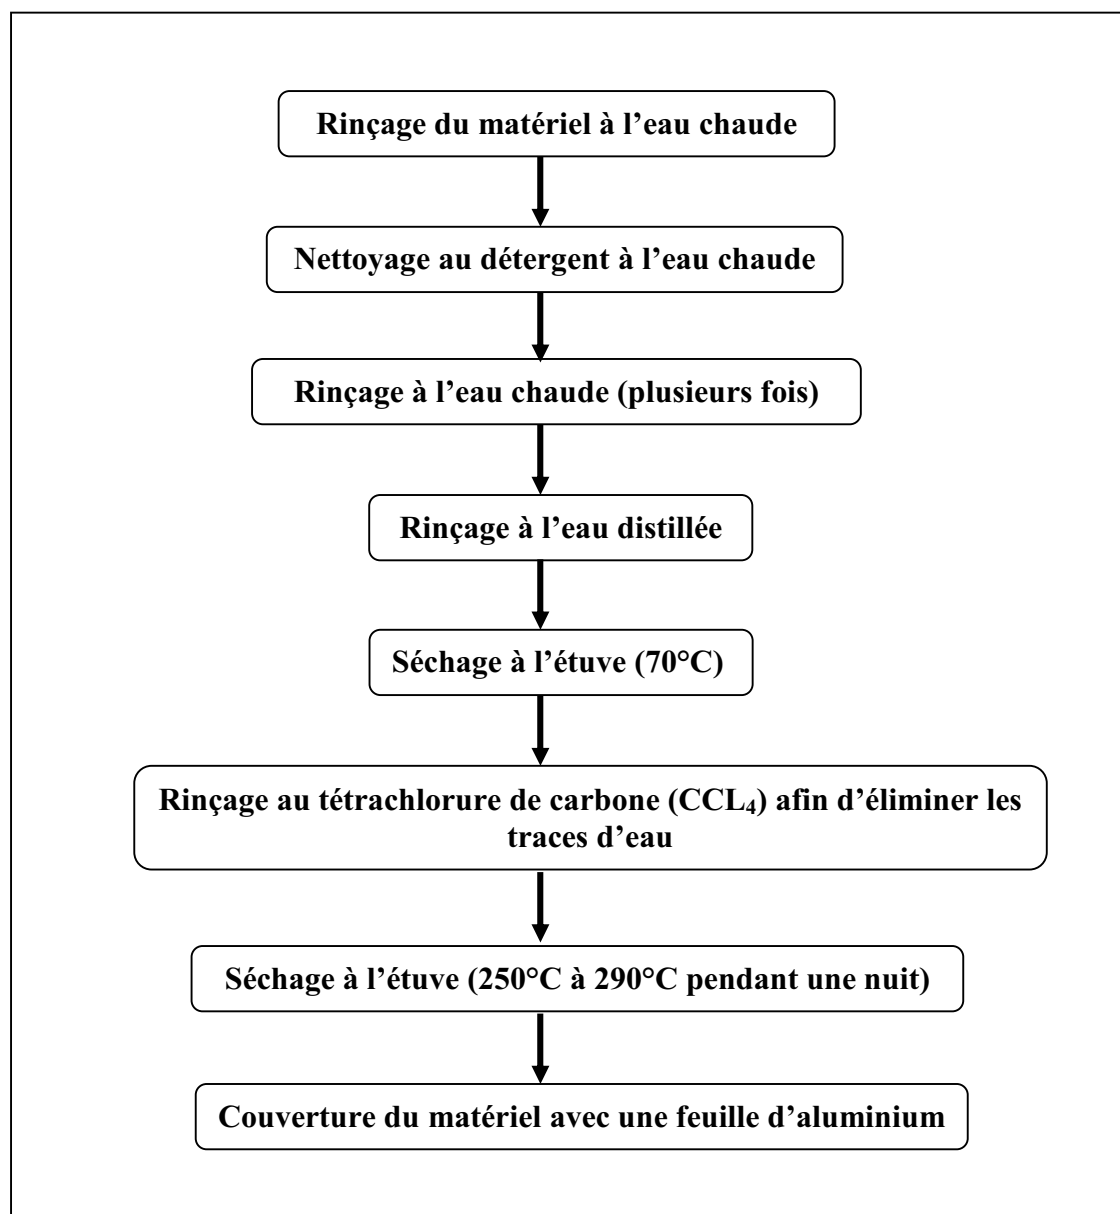 Rinçage du matériel à l’eau chaude
Nettoyage au détergent à l’eau chaude
Rinçage à l’eau chaude (plusieurs fois)
Rinçage à l’eau distillée
Séchage à l’étuve (70°C)
Rinçage au tétrachlorure de carbone (CCL₄) afin d’éliminer les
traces d’eau
Séchage à l’étuve (250°C à 290°C pendant une nuit)
Couverture du matériel avec une feuille d’aluminium